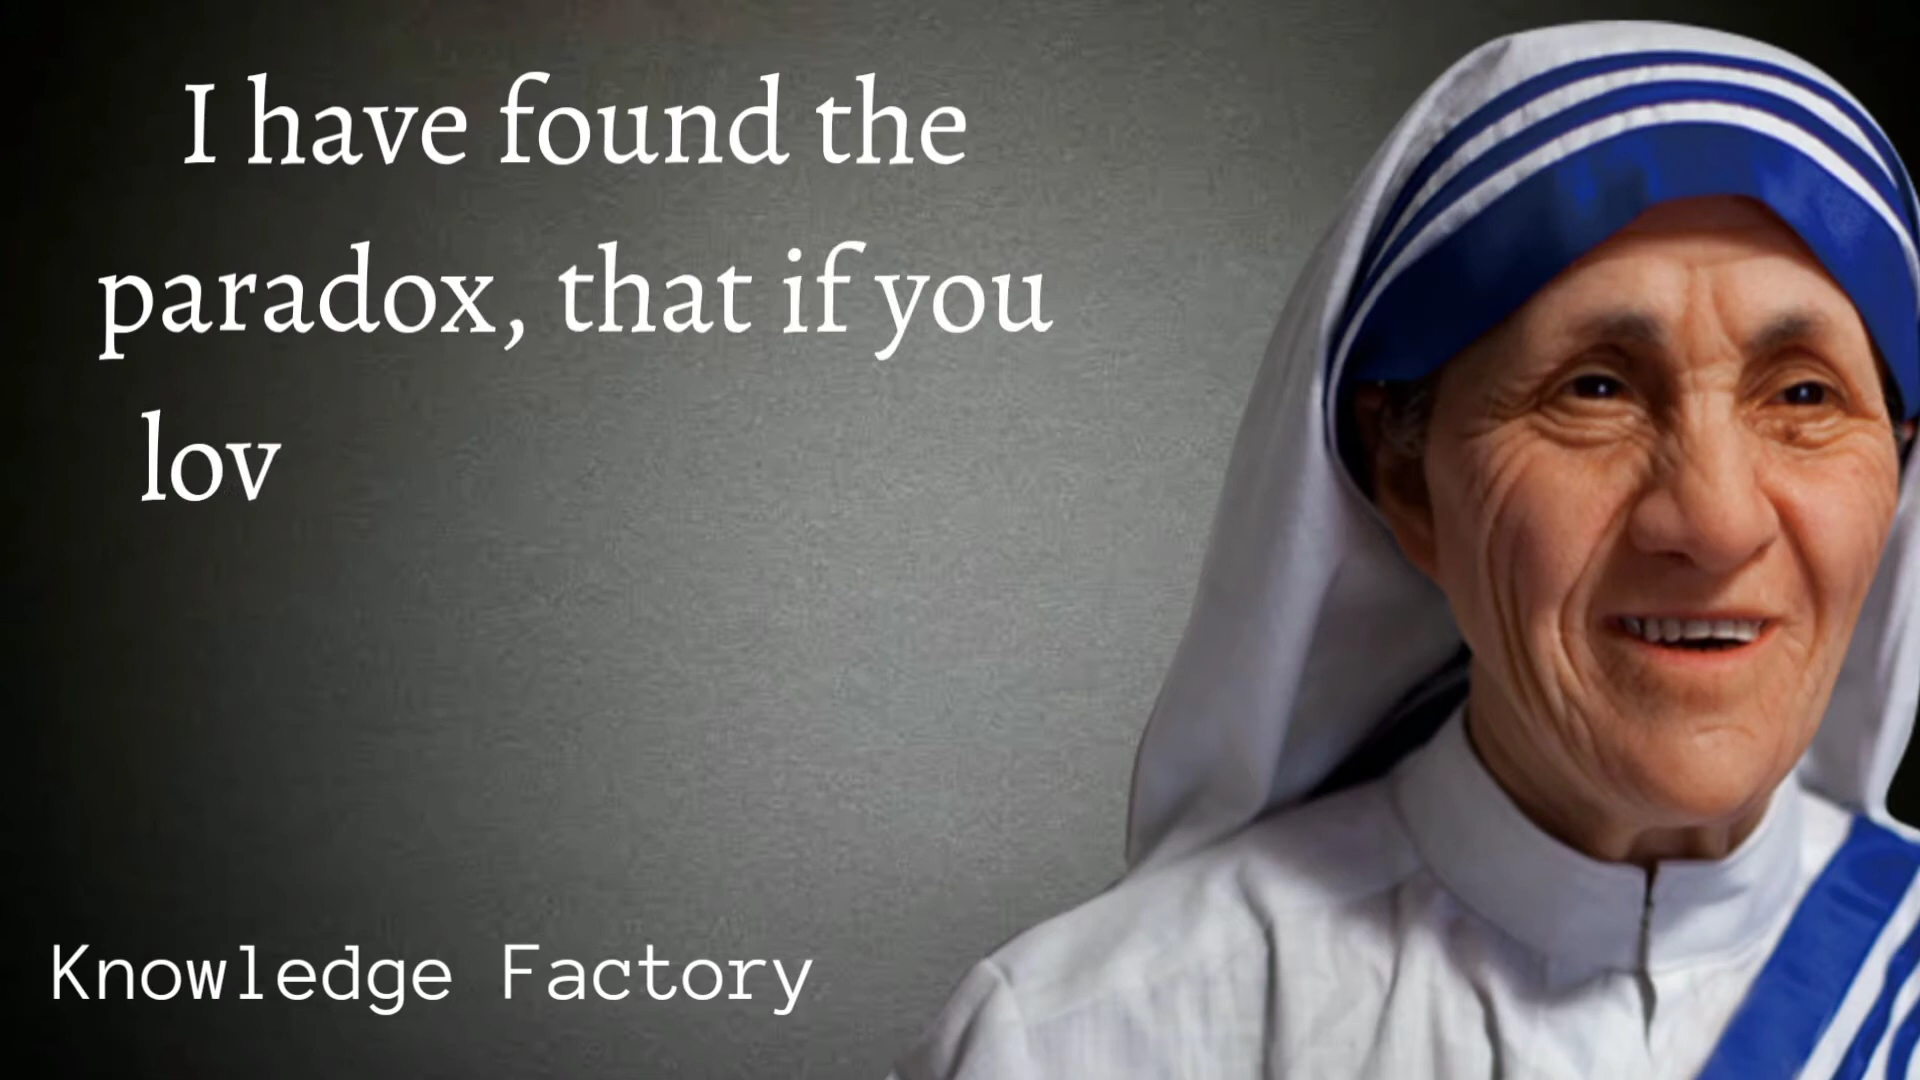 I have found the
paradox, that if you
lov
Knowledge Factory